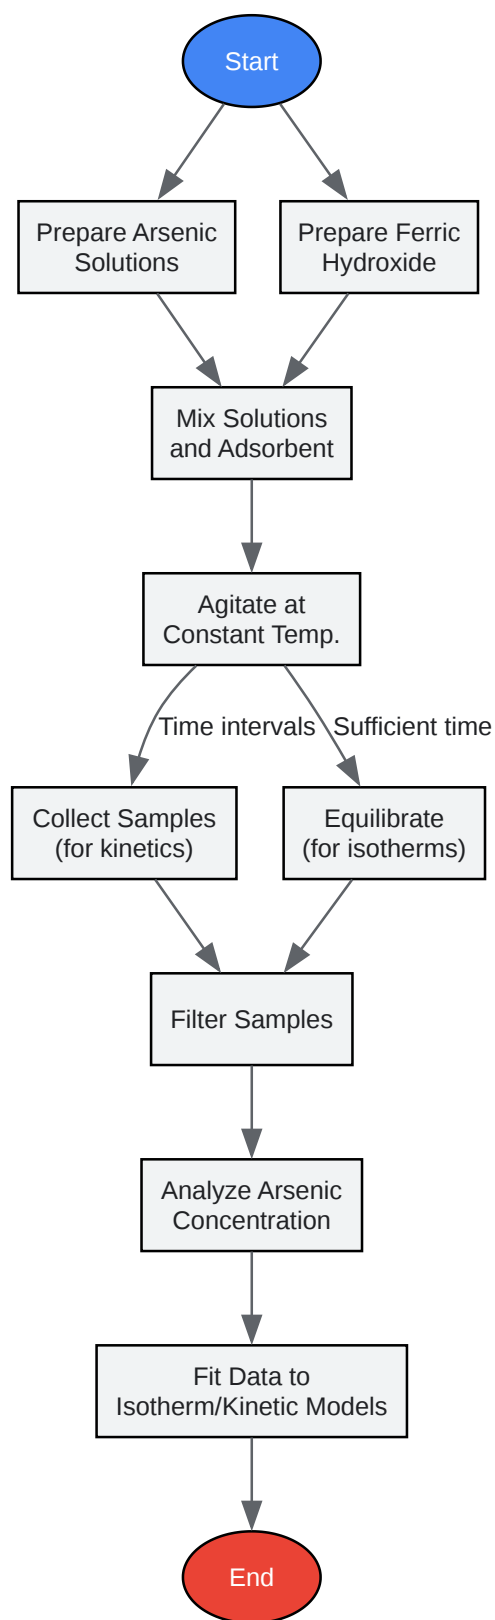 Start
Prepare Arsenic
Solutions
Prepare Ferric
Hydroxide
Mix Solutions
and Adsorbent
Agitate at
Constant Temp.
Time intervals
Sufficient time
Collect Samples
(for kinetics)
Equilibrate
(for isotherms)
Filter Samples
Analyze Arsenic
Concentration
Fit Data to
Isotherm/Kinetic Models
End